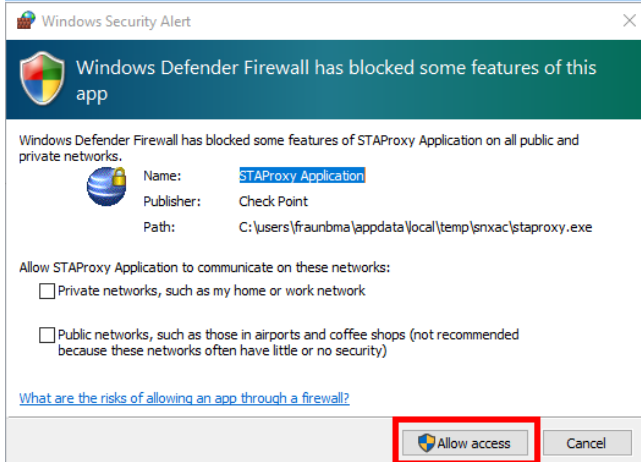 Windows Security Alert
Windows Defender Firewall has blocked some features of this
app
Windows Defender Firewall has blocked some features of STAProxy Application on all public and
private networks.
Name: STAProxy Application
Publisher: Check Point
Path: C:\users\fraunbma\appdata\local\temp\snxac\staproxy.exe
Allow STAProxy Application to communicate on these networks:
Private networks, such as my home or work network
Public networks, such as those in airports and coffee shops (not recommended
because these networks often have little or no security)
What are the risks of allowing an app through a firewall?
Allow access Cancel